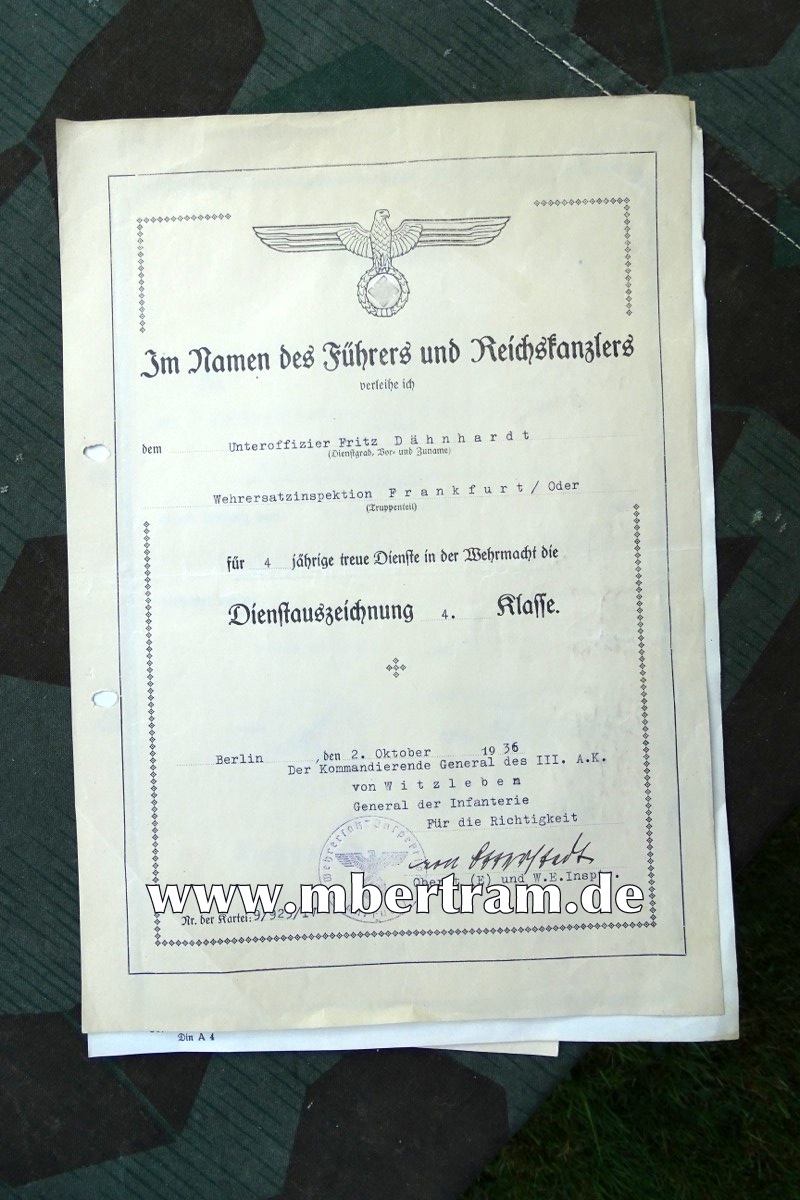 Im Namen des Führers und Reichskanzlers
verleihe ich
dem Unteroffizier Fritz Dähnhardt
(Dienstgrad, Vor- und Zuname)
Wehrersatzinspektion Frankfurt/Oder
(Truppenteil)
für 4 jährige treue Dienste in der Wehrmacht die
Dienstauszeichnung 4. Klasse.
Berlin, den 2. Oktober 1936
Der Kommandierende General des III. A.K.
von Witzleben
General der Infanterie
Für die Richtigkeit
(E) und W.E.Insp.
www.mbertram.de
Nr. der Kartei: 9/929/
Din A 4